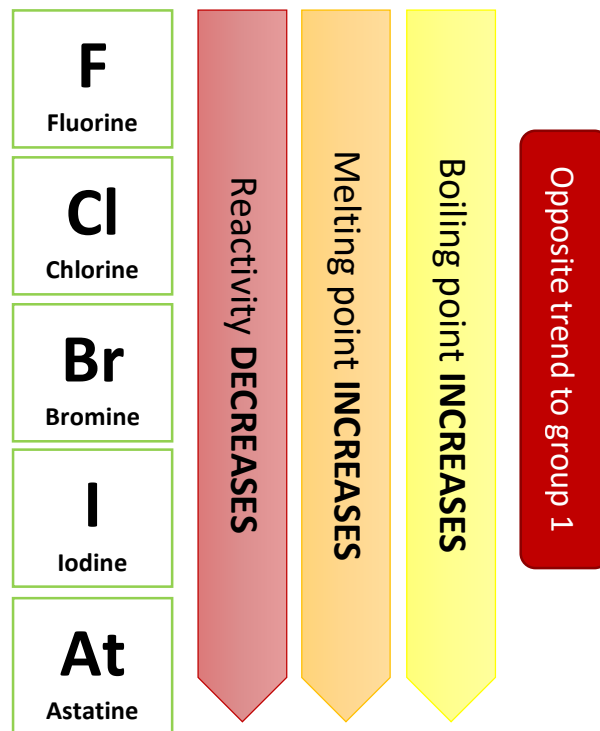 F
Fluorine
Cl
Chlorine
Br
Bromine
I
Iodine
At
Astatine
Reactivity DECREASES
Melting point INCREASES
Boiling point INCREASES
Opposite trend to group 1